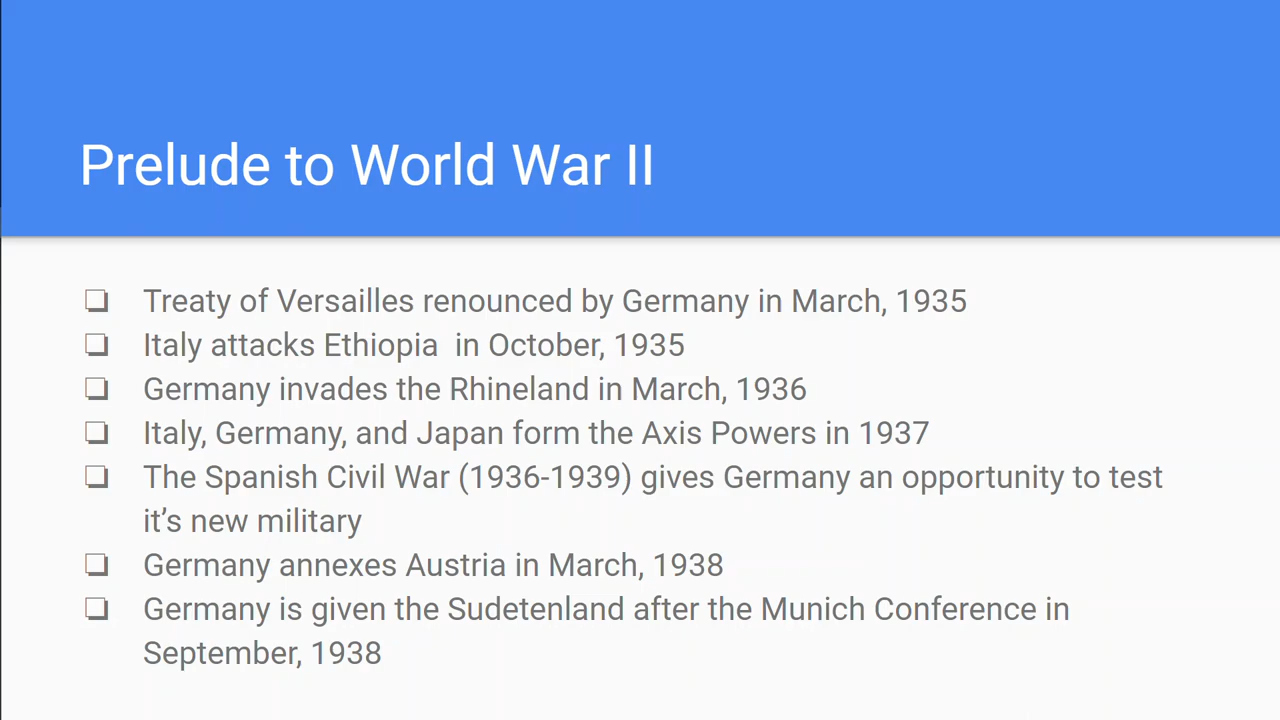 Prelude to World War II
❏ Treaty of Versailles renounced by Germany in March, 1935
❏ Italy attacks Ethiopia  in October, 1935
❏ Germany invades the Rhineland in March, 1936
❏ Italy, Germany, and Japan form the Axis Powers in 1937
❏ The Spanish Civil War (1936-1939) gives Germany an opportunity to test
it’s new military
❏ Germany annexes Austria in March, 1938
❏ Germany is given the Sudetenland after the Munich Conference in
September, 1938